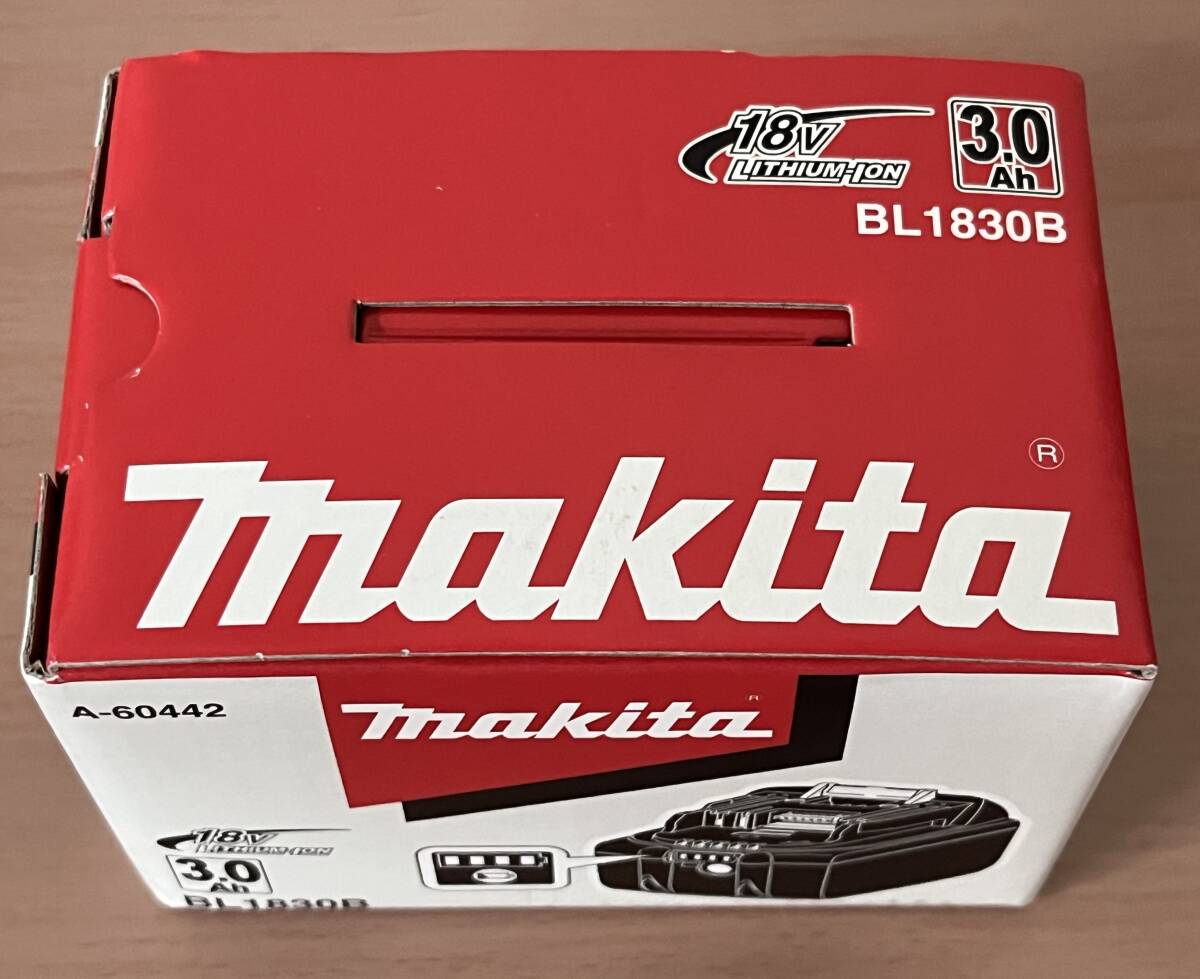 18V
LITHIUM-ION
3.0
Ah
BL1830B
makita®
A-60442
makita®
18V
LITHIUM-ION
3.0
Ah
BL1830B